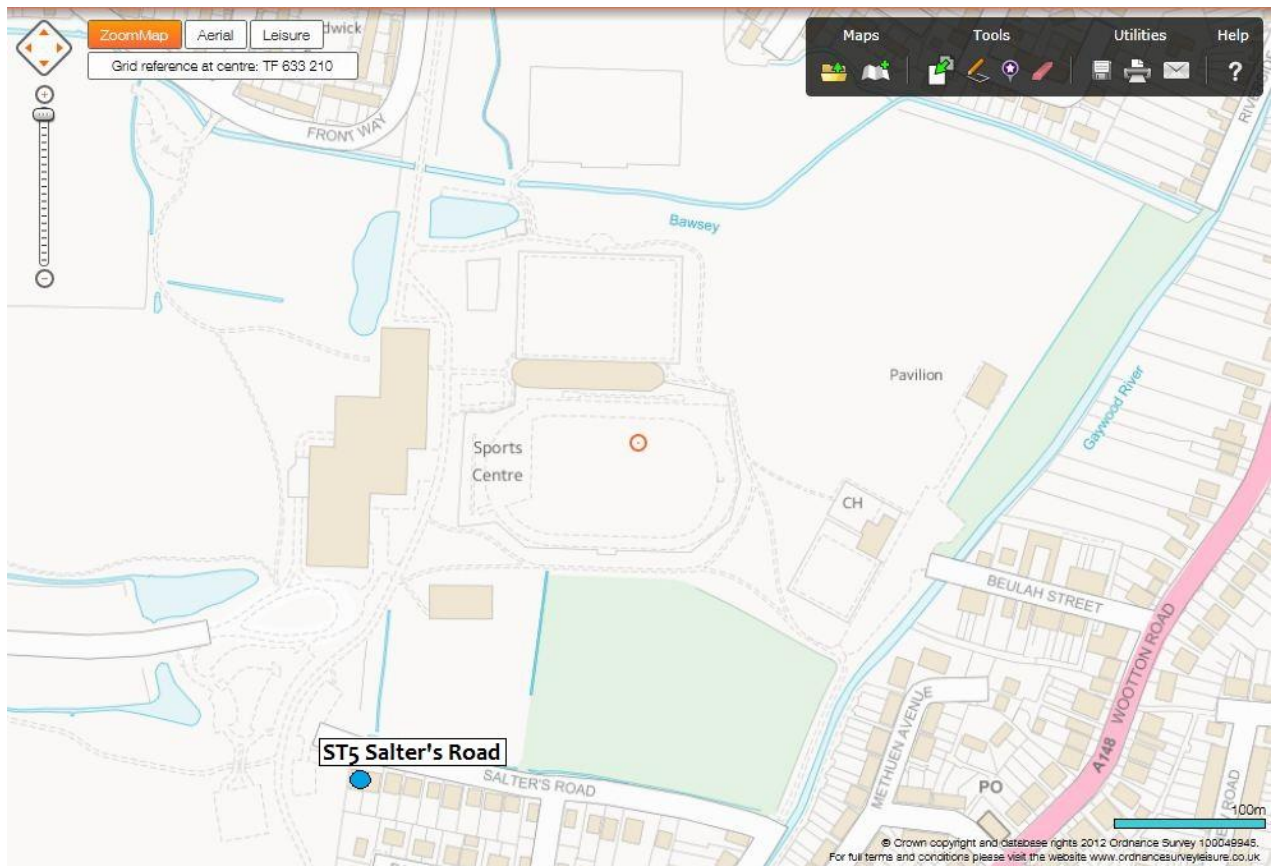 ZoomMap
Aerial
Leisure
Grid reference at centre: TF 633 210
Maps
Tools
Utilities
Help
?
FRONT WAY
Bawsey
Pavilion
Gaywood River
Sports
Centre
CH
BEULAH STREET
A148 WOOTTON ROAD
METHUEN AVENUE
ST5 Salter's Road
SALTER'S ROAD
PO
ROAD
100m
© Crown copyright and database rights 2012 Ordnance Survey 100049945.
For full terms and conditions please visit the website www.ordnancesurveyleisure.co.uk